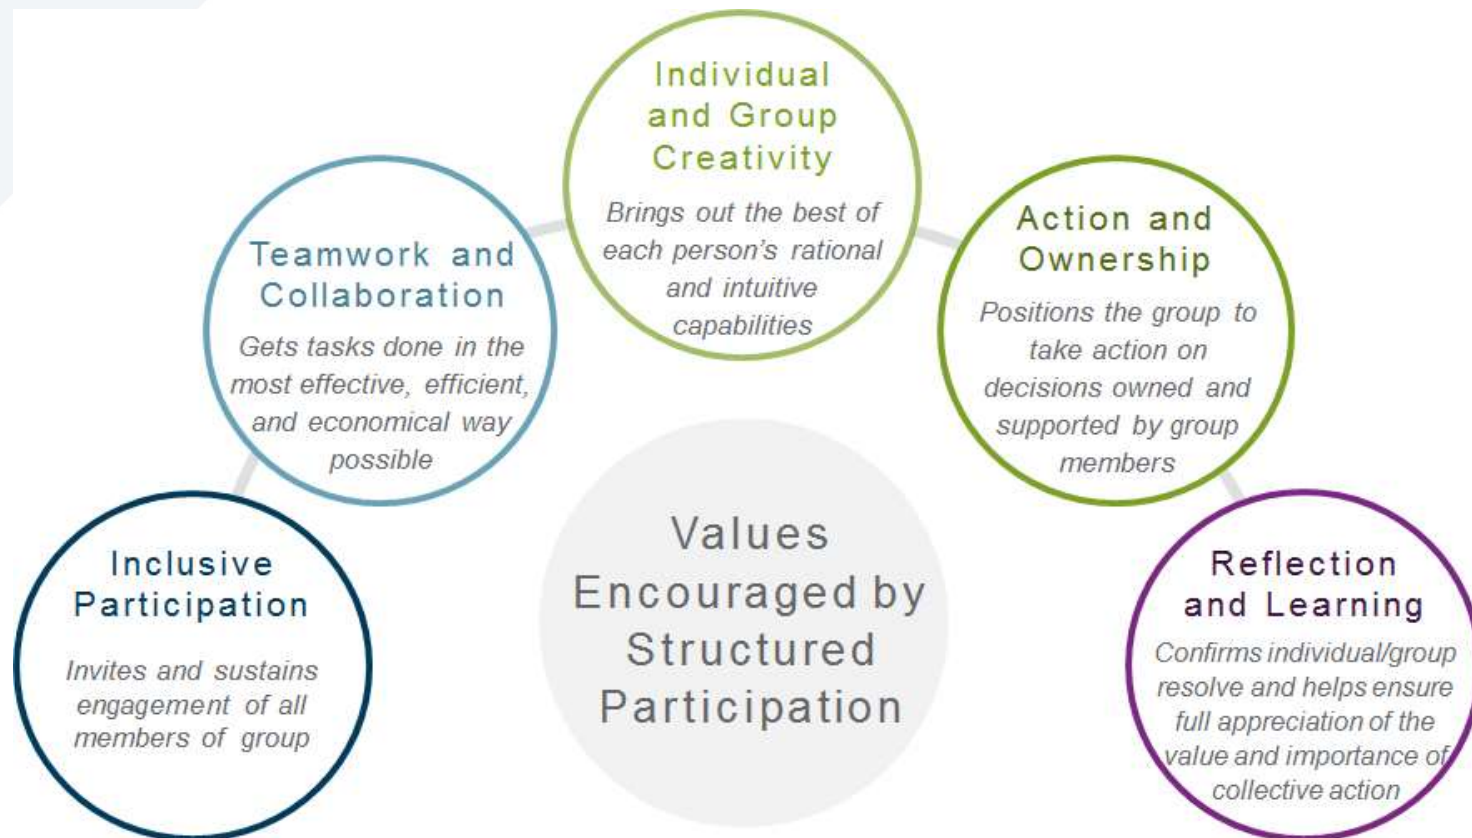 Inclusive
Participation
Invites and sustains
engagement of all
members of group
Teamwork and
Collaboration
Gets tasks done in the
most effective, efficient,
and economical way
possible
Individual
and Group
Creativity
Brings out the best of
each person's rational
and intuitive
capabilities
Action and
Ownership
Positions the group to
take action on
decisions owned and
supported by group
members
Reflection
and Learning
Confirms individual/group
resolve and helps ensure
full appreciation of the
value and importance of
collective action
Values
Encouraged by
Structured
Participation